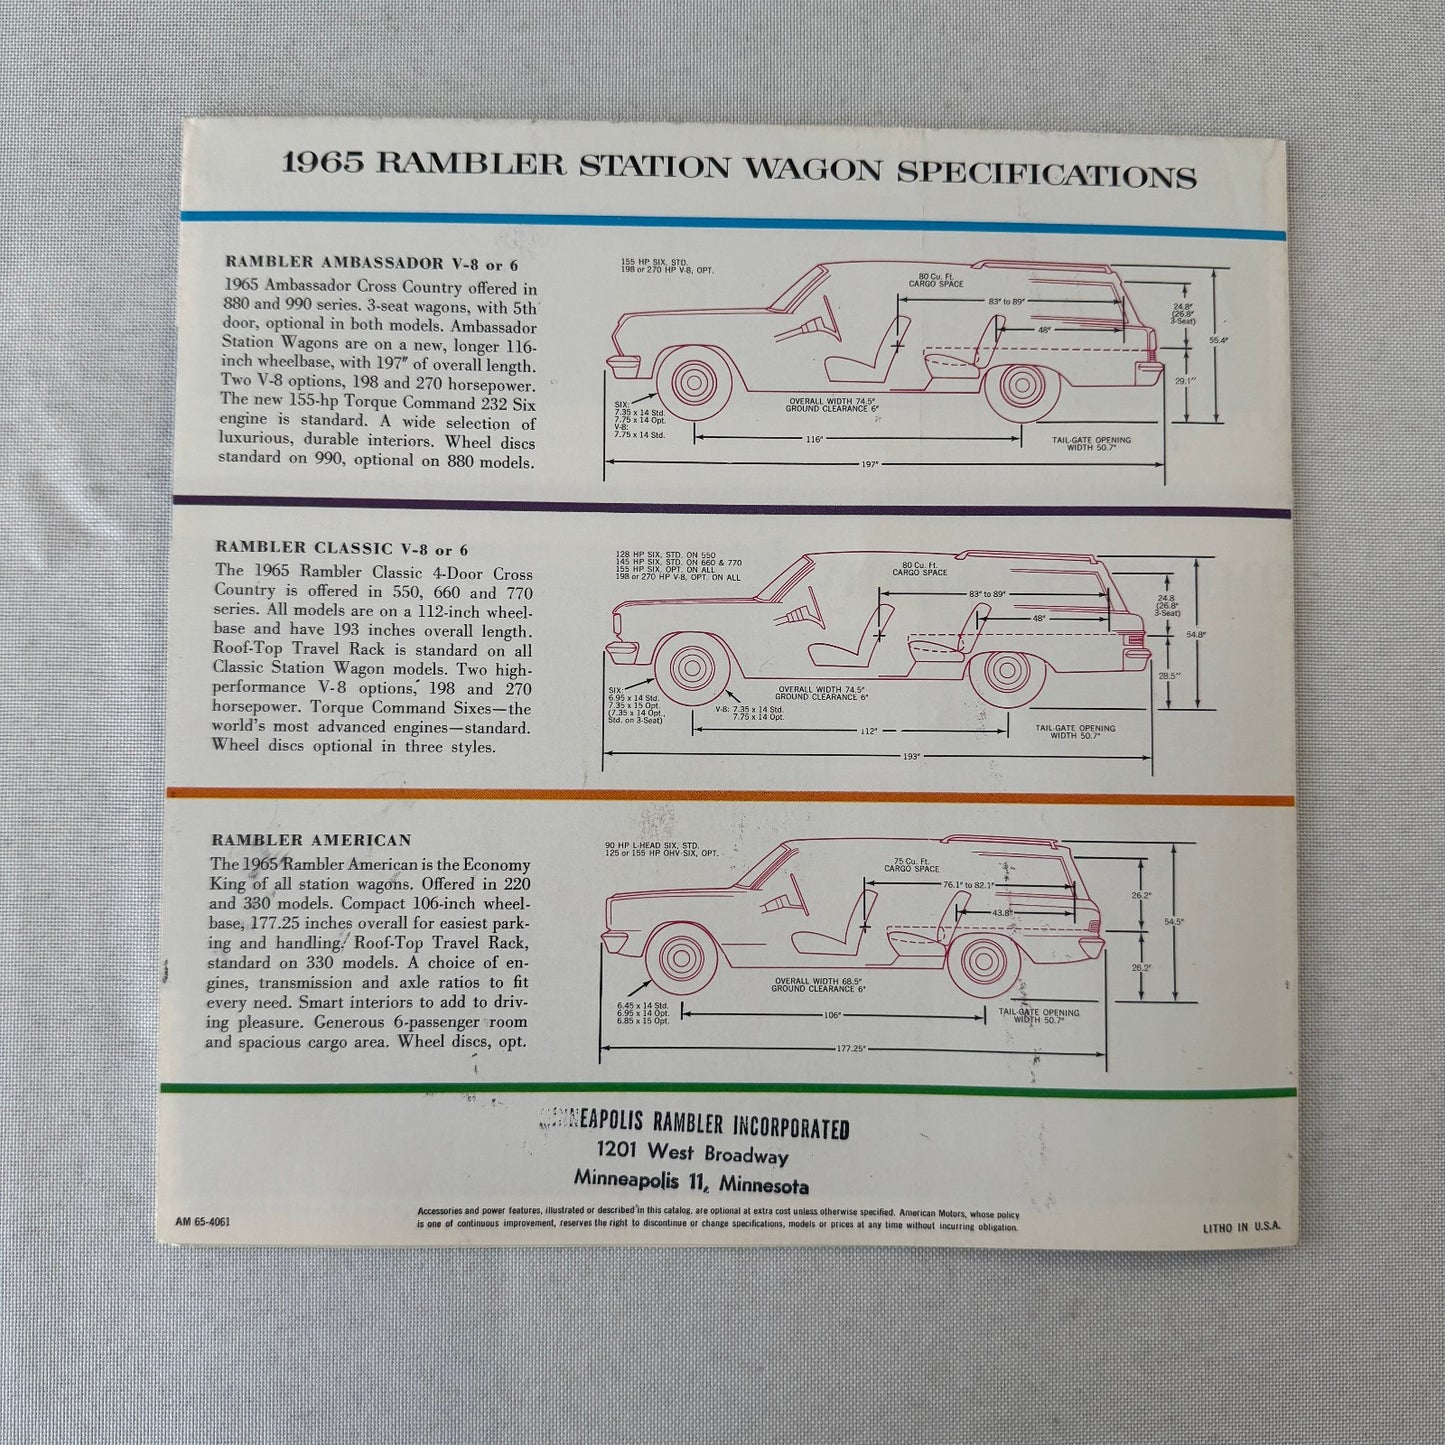 1965 RAMBLER STATION WAGON SPECIFICATIONS
RAMBLER AMBASSADOR V-8 or 6
1965 Ambassador Cross Country offered in
880 and 990 series. 3-seat wagons, with 5th
door, optional in both models. Ambassador
Station Wagons are on a new, longer 116-
inch wheelbase, with 197" of overall length.
Two V-8 options, 198 and 270 horsepower.
The new 155-hp Torque Command 232 Six
engine is standard. A wide selection of
luxurious, durable interiors. Wheel discs
standard on 990, optional on 880 models.
155 HP SIX, STD.
198 or 270 HP V-8, OPT.
80 Cu. Ft.
CARGO SPACE
83" to 89"
48"
24.8"
(26.8"
3-Seat)
55.4"
29.1"
SIX:
7.35 x 14 Std.
7.75 x 14 Opt.
V-8:
7.75 x 14 Std.
OVERALL WIDTH 74.5"
GROUND CLEARANCE 6"
116"
TAIL-GATE OPENING
WIDTH 50.7"
197"
RAMBLER CLASSIC V-8 or 6
The 1965 Rambler Classic 4-Door Cross
Country is offered in 550, 660 and 770
series. All models are on a 112-inch wheel-
base and have 193 inches overall length.
Roof-Top Travel Rack is standard on all
Classic Station Wagon models. Two high-
performance V-8 options, 198 and 270
horsepower. Torque Command Sixes—the
world's most advanced engines—standard.
Wheel discs optional in three styles.
128 HP SIX, STD. ON 550
145 HP SIX, STD. ON 660 & 770
155 HP SIX, OPT. ON ALL
198 or 270 HP V-8, OPT. ON ALL
80 Cu. Ft.
CARGO SPACE
83" to 89"
48"
24.8
(26.8"
3-Seat)
54.8"
28.5"
SIX:
6.95 x 14 Std.
7.35 x 15 Opt.
(7.35 x 14 Opt.,
Std. on 3-Seat)
V-8: 7.35 x 14 Std.
7.75 x 14 Opt.
OVERALL WIDTH 74.5"
GROUND CLEARANCE 6"
112"
TAIL-GATE OPENING
WIDTH 50.7"
193"
RAMBLER AMERICAN
The 1965 Rambler American is the Economy
King of all station wagons. Offered in 220
and 330 models. Compact 106-inch wheel-
base, 177.25 inches overall for easiest park-
ing and handling. Roof-Top Travel Rack,
standard on 330 models. A choice of en-
gines, transmission and axle ratios to fit
every need. Smart interiors to add to driv-
ing pleasure. Generous 6-passenger room
and spacious cargo area. Wheel discs, opt.
90 HP L-HEAD SIX, STD.
125 or 155 HP OHV SIX, OPT.
75 Cu. Ft.
CARGO SPACE
76.1" to 82.1"
43.8"
26.2"
54.5"
26.2"
OVERALL WIDTH 68.5"
GROUND CLEARANCE 6"
6.45 x 14 Std.
6.95 x 14 Opt.
6.85 x 15 Opt.
106"
TAIL-GATE OPENING
WIDTH 50.7"
177.25"
MINNEAPOLIS RAMBLER INCORPORATED
1201 West Broadway
Minneapolis 11, Minnesota
Accessories and power features, illustrated or described in this catalog, are optional at extra cost unless otherwise specified. American Motors, whose policy
is one of continuous improvement, reserves the right to discontinue or change specifications, models or prices at any time without incurring obligation.
AM 65-4061
LITHO IN U.S.A.